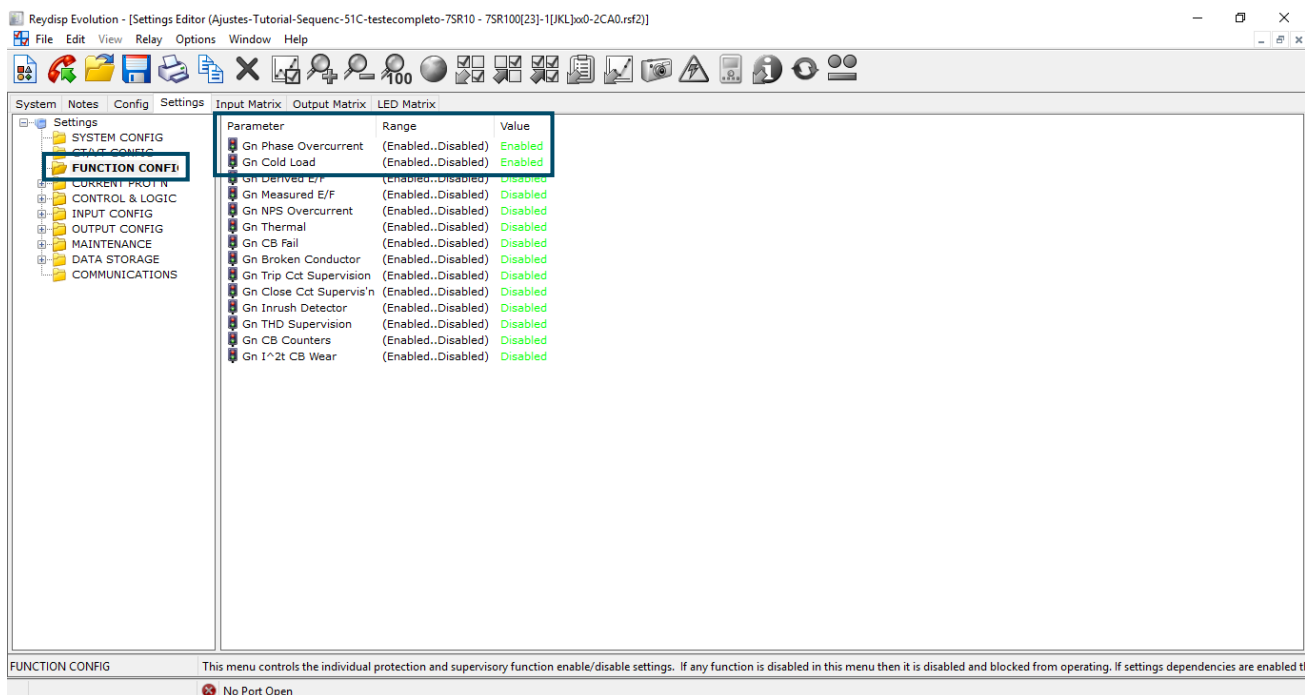 Reydisp Evolution - [Settings Editor (Ajustes-Tutorial-Sequenc-51C-testecompleto-7SR10 - 7SR100[23]-1[JKL]xx0-2CA0.rsf2)]
File Edit View Relay Options Window Help
100
System Notes Config Settings Input Matrix Output Matrix LED Matrix
Settings
SYSTEM CONFIG
CT/VT CONFIG
FUNCTION CONFI
CURRENT PROT'N
CONTROL & LOGIC
INPUT CONFIG
OUTPUT CONFIG
MAINTENANCE
DATA STORAGE
COMMUNICATIONS
Parameter Range Value
Gn Phase Overcurrent (Enabled..Disabled) Enabled
Gn Cold Load (Enabled..Disabled) Enabled
Gn Derived E/F (Enabled..Disabled) Disabled
Gn Measured E/F (Enabled..Disabled) Disabled
Gn NPS Overcurrent (Enabled..Disabled) Disabled
Gn Thermal (Enabled..Disabled) Disabled
Gn CB Fail (Enabled..Disabled) Disabled
Gn Broken Conductor (Enabled..Disabled) Disabled
Gn Trip Cct Supervision (Enabled..Disabled) Disabled
Gn Close Cct Supervis'n (Enabled..Disabled) Disabled
Gn Inrush Detector (Enabled..Disabled) Disabled
Gn THD Supervision (Enabled..Disabled) Disabled
Gn CB Counters (Enabled..Disabled) Disabled
Gn I^2t CB Wear (Enabled..Disabled) Disabled
FUNCTION CONFIG This menu controls the individual protection and supervisory function enable/disable settings. If any function is disabled in this menu then it is disabled and blocked from operating. If settings dependencies are enabled t
No Port Open